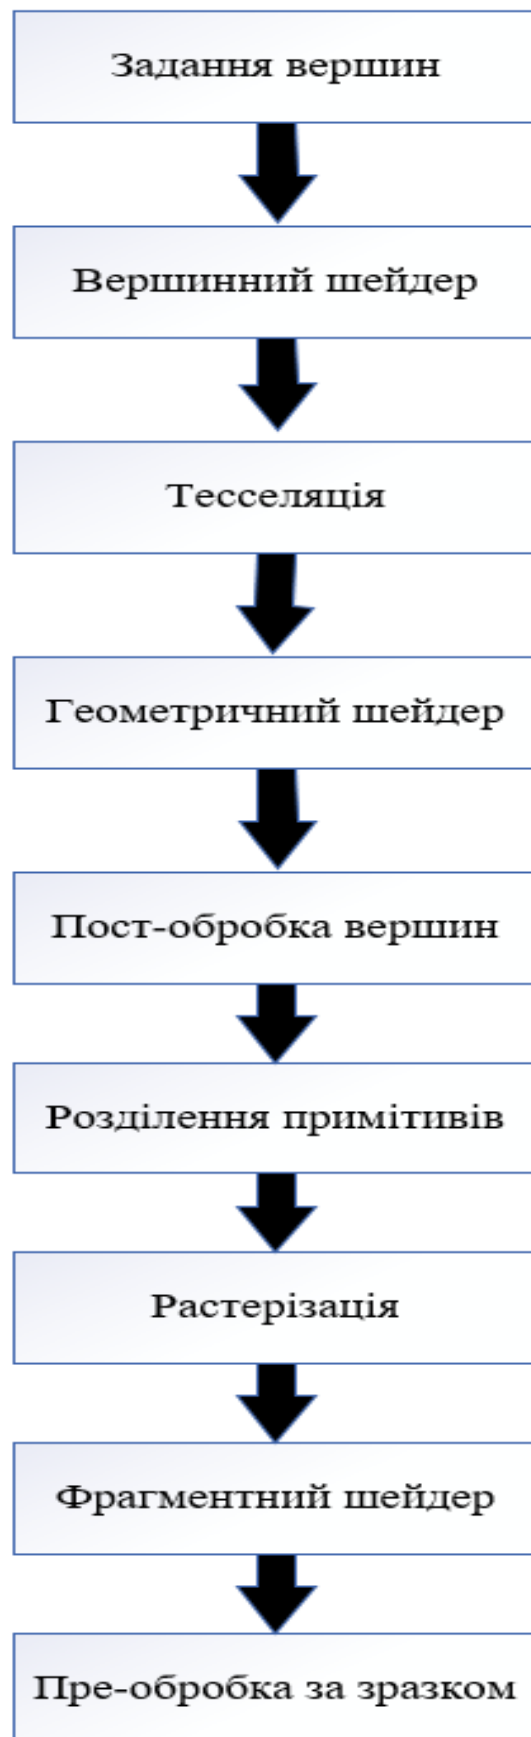 Задання вершин
Вершинний шейдер
Тесселяція
Геометричний шейдер
Пост-обробка вершин
Розділення примітивів
Растерізація
Фрагментний шейдер
Пре-обробка за зразком